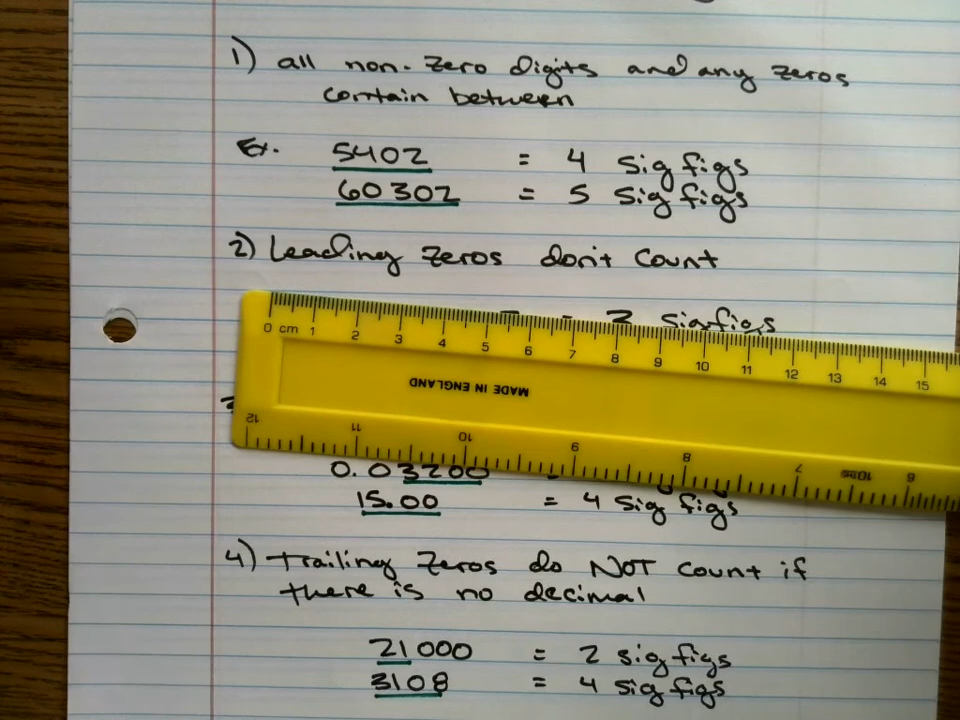 1) all non-zero digits and any zeros
contain between
Ex. 5402 = 4 sig figs
60302 = 5 sig figs
2) Leading zeros don't count
sig figs
0 cm 1 2 3 4 5 6 7 8 9 10 11 12 13 14 15
MADE IN ENGLAND
12 11 10 9 8 7 6
0.03200
15.00 = 4 sig figs
4) trailing zeros do NOT count if
there is no decimal
21000 = 2 sig figs
3108 = 4 sig figs